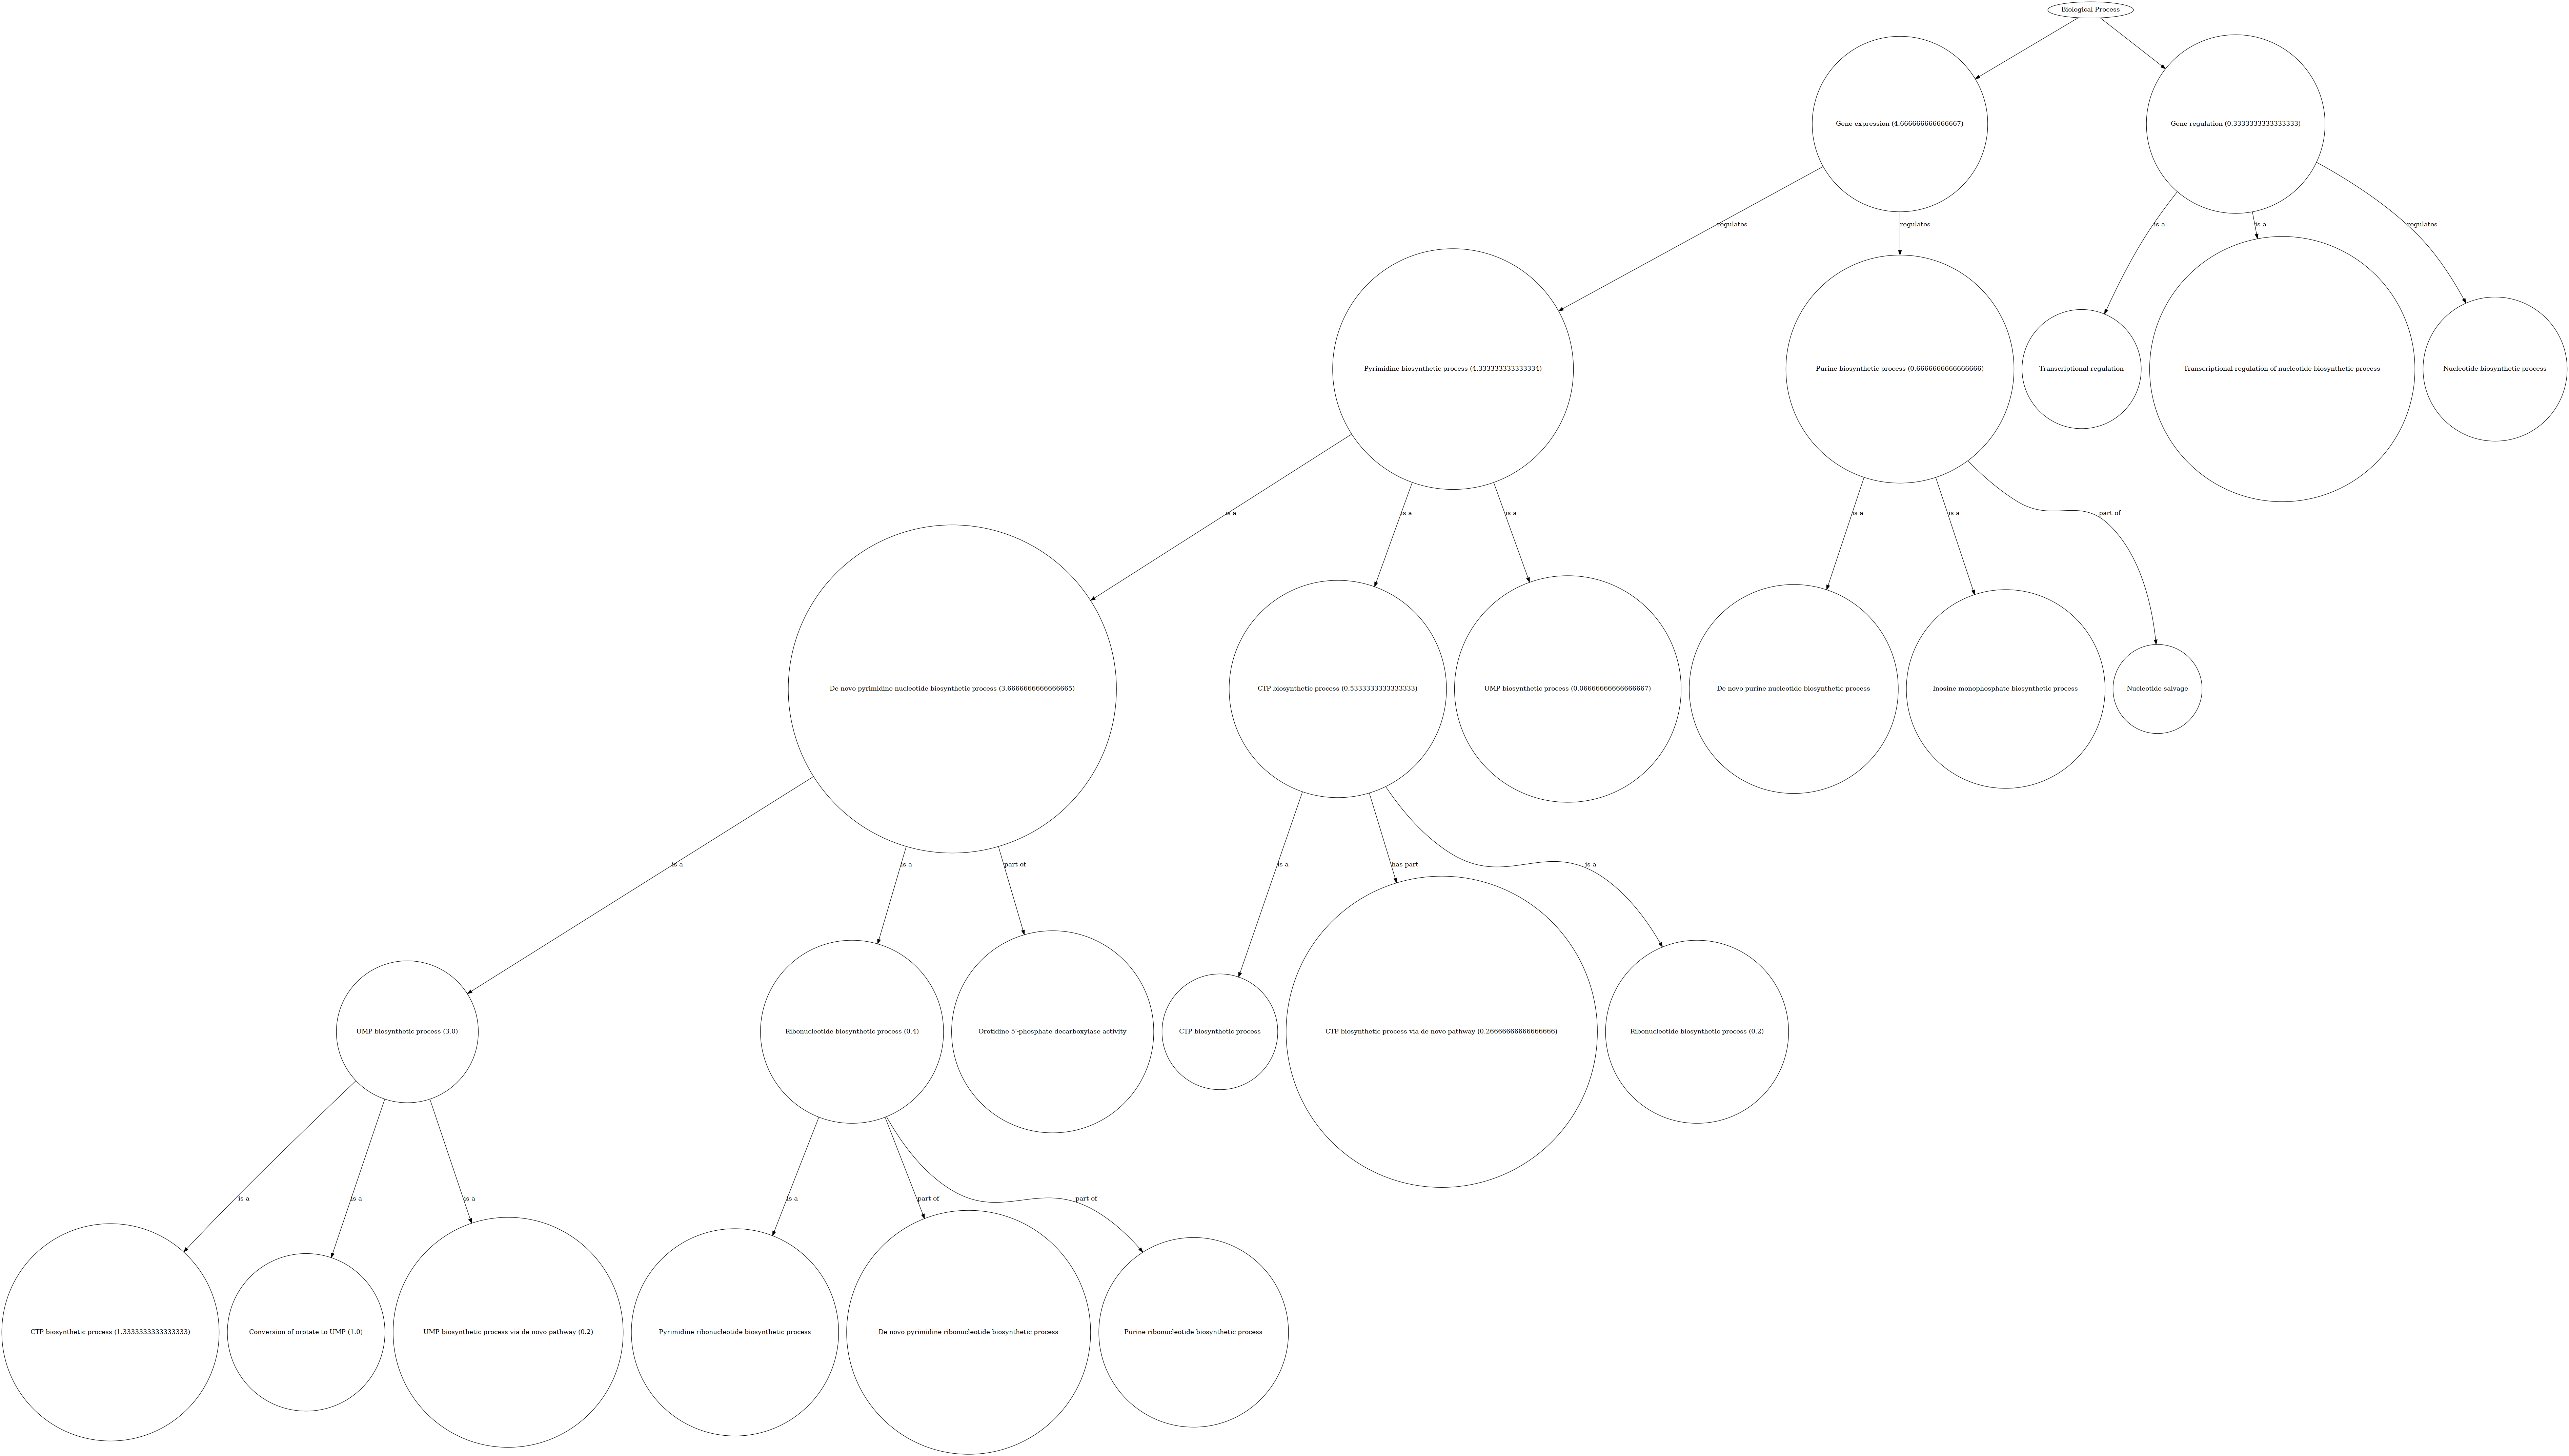 Biological Process
Gene expression (4.666666666666667)
Gene regulation (0.3333333333333333)
regulates
regulates
is a
is a
regulates
Pyrimidine biosynthetic process (4.333333333333334)
Purine biosynthetic process (0.6666666666666666)
Transcriptional regulation
Transcriptional regulation of nucleotide biosynthetic process
Nucleotide biosynthetic process
is a
is a
is a
is a
is a
part of
De novo pyrimidine nucleotide biosynthetic process (3.6666666666666665)
CTP biosynthetic process (0.5333333333333333)
UMP biosynthetic process (0.06666666666666667)
De novo purine nucleotide biosynthetic process
Inosine monophosphate biosynthetic process
Nucleotide salvage
is a
is a
part of
is a
has part
is a
UMP biosynthetic process (3.0)
Ribonucleotide biosynthetic process (0.4)
Orotidine 5'-phosphate decarboxylase activity
CTP biosynthetic process
CTP biosynthetic process via de novo pathway (0.26666666666666666)
Ribonucleotide biosynthetic process (0.2)
is a
is a
is a
is a
part of
part of
CTP biosynthetic process (1.3333333333333333)
Conversion of orotate to UMP (1.0)
UMP biosynthetic process via de novo pathway (0.2)
Pyrimidine ribonucleotide biosynthetic process
De novo pyrimidine ribonucleotide biosynthetic process
Purine ribonucleotide biosynthetic process